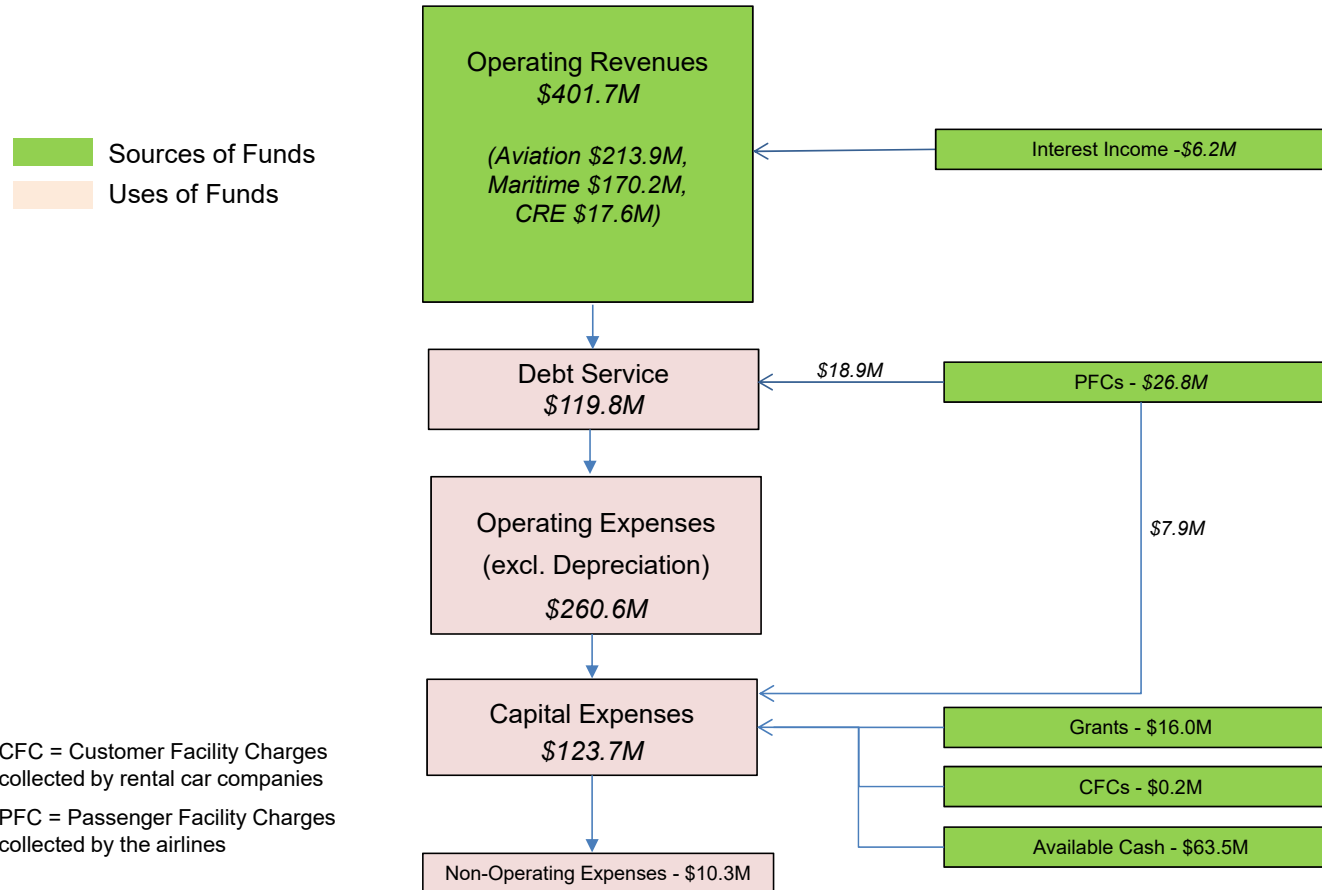 Operating Revenues
$401.7M
(Aviation $213.9M,
Maritime $170.2M,
CRE $17.6M)
Sources of Funds
Uses of Funds
Interest Income -$6.2M
Debt Service
$119.8M
$18.9M
PFCs - $26.8M
Operating Expenses
(excl. Depreciation)
$260.6M
$7.9M
Capital Expenses
$123.7M
Grants - $16.0M
CFCs - $0.2M
Available Cash - $63.5M
CFC = Customer Facility Charges
collected by rental car companies
PFC = Passenger Facility Charges
collected by the airlines
Non-Operating Expenses - $10.3M